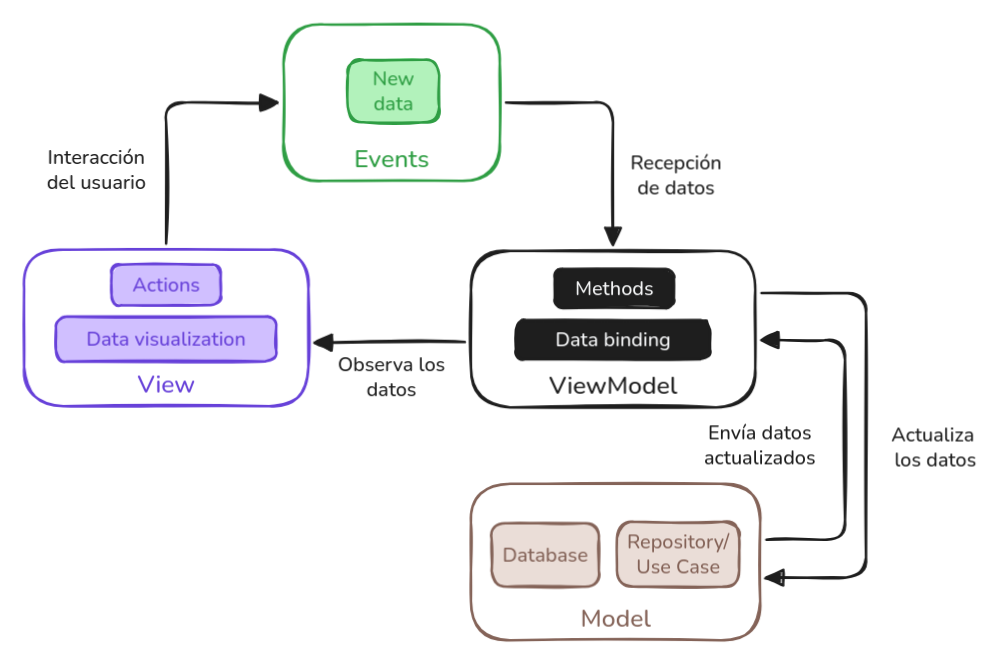 New
data
Events
Interacción
del usuario
Recepción
de datos
Actions
Data visualization
View
Observa los
datos
Methods
Data binding
ViewModel
Envía datos
actualizados
Actualiza
los datos
Database
Repository/
Use Case
Model